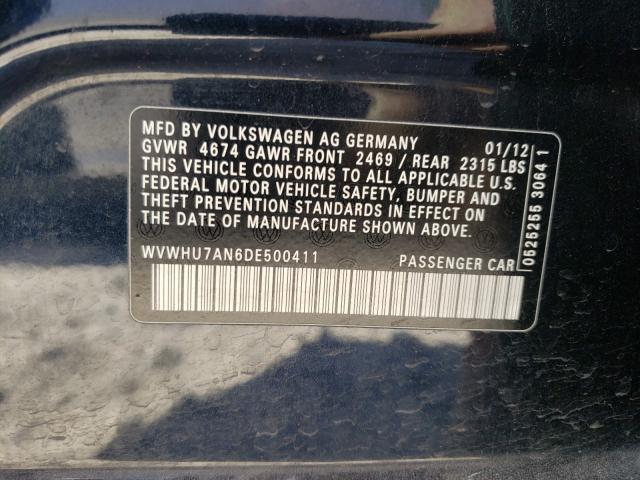 MFD BY VOLKSWAGEN AG GERMANY 01/12
GVWR 4674 GAWR FRONT 2469 / REAR 2315 LBS
THIS VEHICLE CONFORMS TO ALL APPLICABLE U.S.
FEDERAL MOTOR VEHICLE SAFETY, BUMPER AND
THEFT PREVENTION STANDARDS IN EFFECT ON
THE DATE OF MANUFACTURE SHOWN ABOVE.
WVWHU7AN6DE500411 PASSENGER CAR
0525255 30641